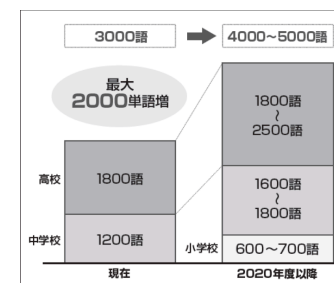 3000語
4000～5000語
最大
2000単語増
1800語
～
2500語
高校
1800語
1600語
～
1800語
中学校
1200語
小学校
600～700語
現在
2020年度以降